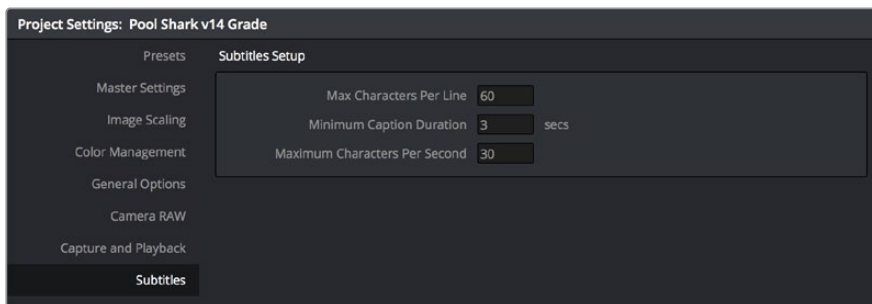 Project Settings: Pool Shark v14 Grade
Presets
Master Settings
Image Scaling
Color Management
General Options
Camera RAW
Capture and Playback
Subtitles
Subtitles Setup
Max Characters Per Line 60
Minimum Caption Duration 3 secs
Maximum Characters Per Second 30